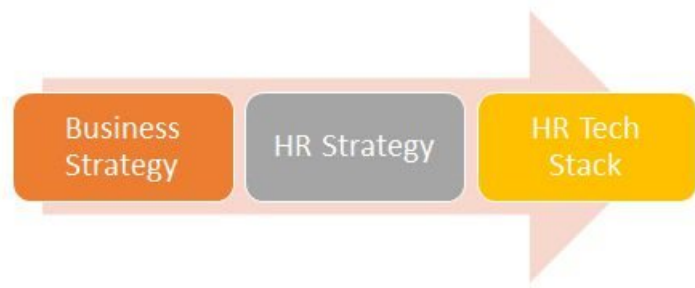 Business
Strategy
HR Strategy
HR Tech
Stack